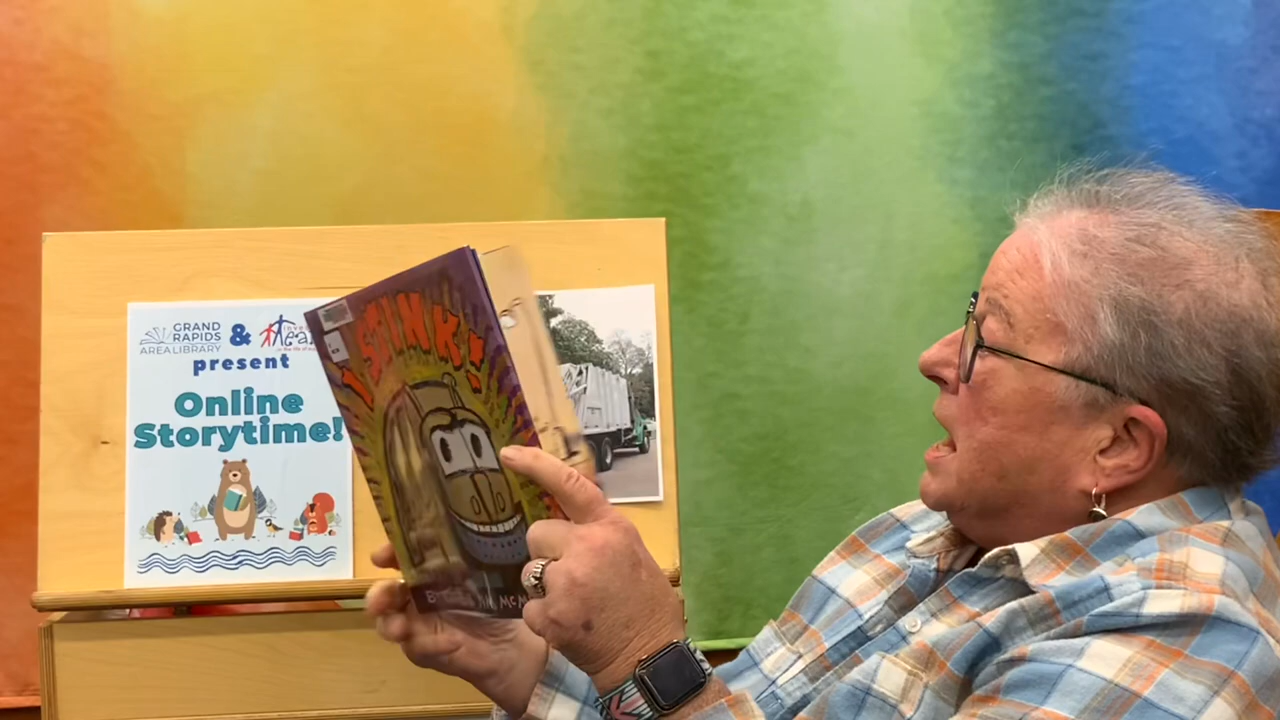 GRAND
RAPIDS
AREA LIBRARY
&
present
Online
Storytime!
I STINK!